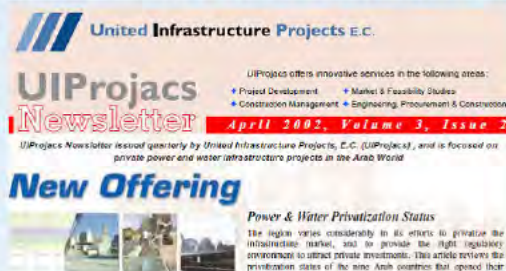 United Infrastructure Projects E.C.
UIProjacs
Newsletter
UIProjacs offers innovative services in the following areas:
+ Project Development + Market & Feasibility Studies
+ Construction Management + Engineering, Procurement & Construction
April 2002, Volume 3, Issue 2
UIProjacs Newsletter issued quarterly by United Infrastructure Projects, E.C. (UIProjacs), and is focused on
private power and water infrastructure projects in the Arab World
New Offering
Power & Water Privatization Status
The region varies considerably in its efforts to privatize the
infrastructure market, and to provide the right regulatory
environment to attract private investments. This article reviews the
privatization status of the nine Arab countries that opened their